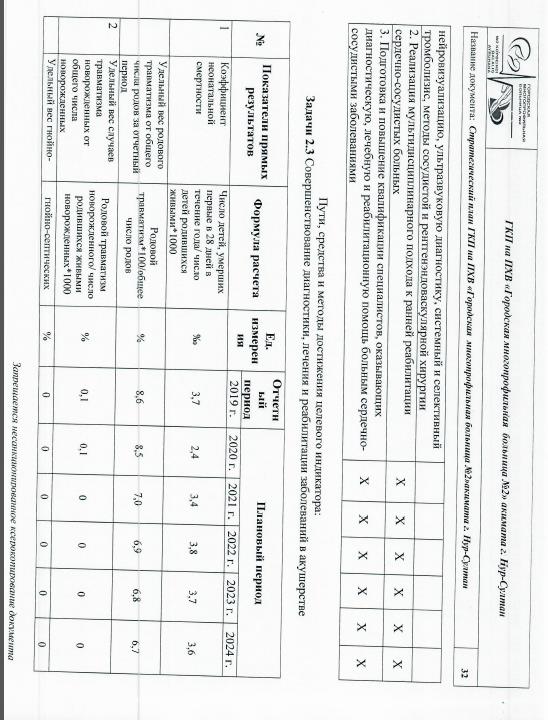 ГОРОДСКАЯ
МНОГОПРОФИЛЬНАЯ
БОЛЬНИЦА №2
ГКП на ПХВ «Городская многопрофильная больница №2» акимата г. Нур-Султан
Название документа: Стратегический план ГКП на ПХВ «Городская многопрофильная больница №2»акимата г. Нур-Султан 32
нейровизуализацию, ультразвуковую диагностику, системный и селективный
тромболизис, методы сосудистой и рентгенэндоваскулярной хирургии
2. Реализация мультидисциплинарного подхода к ранней реабилитации
сердечно-сосудистых больных X X X X X X
3. Подготовка и повышение квалификации специалистов, оказывающих
диагностическую, лечебную и реабилитационную помощь больным сердечно-
сосудистыми заболеваниями X X X X X X
Пути, средства и методы достижения целевого индикатора:
Задачи 2.3 Совершенствование диагностики, лечения и реабилитации заболеваний в акушерстве
№ Показатели прямых
результатов
Формула расчета
Ед.
измерен
ия
Отчетн
ый
период
Плановый период
2019 г. 2020 г. 2021 г. 2022 г. 2023 г. 2024 г.
1 Коэффициент
неонатальной
смертности
Число детей, умерших
первые в 28 дней в
течение года/ число
детей родившихся
живыми*1000
‰ 3,7 2,4 3,4 3,8 3,7 3,6
Удельный вес родового
травматизма от общего
числа родов за отчетный
период
Родовой
травматизм*100/общее
число родов
% 8,6 8,5 7,0 6,9 6,8 6,7
2 Удельный вес случаев
травматизма
новорожденных от
общего числа
новорожденных
Родовой травматизм
новорожденного/ число
родившихся живыми
новорожденных*1000
% 0,1 0,1 0 0 0 0
Удельный вес гнойно- гнойно-септических % 0 0 0 0 0 0
Запрещается несанкционированное ксерокопирование документа